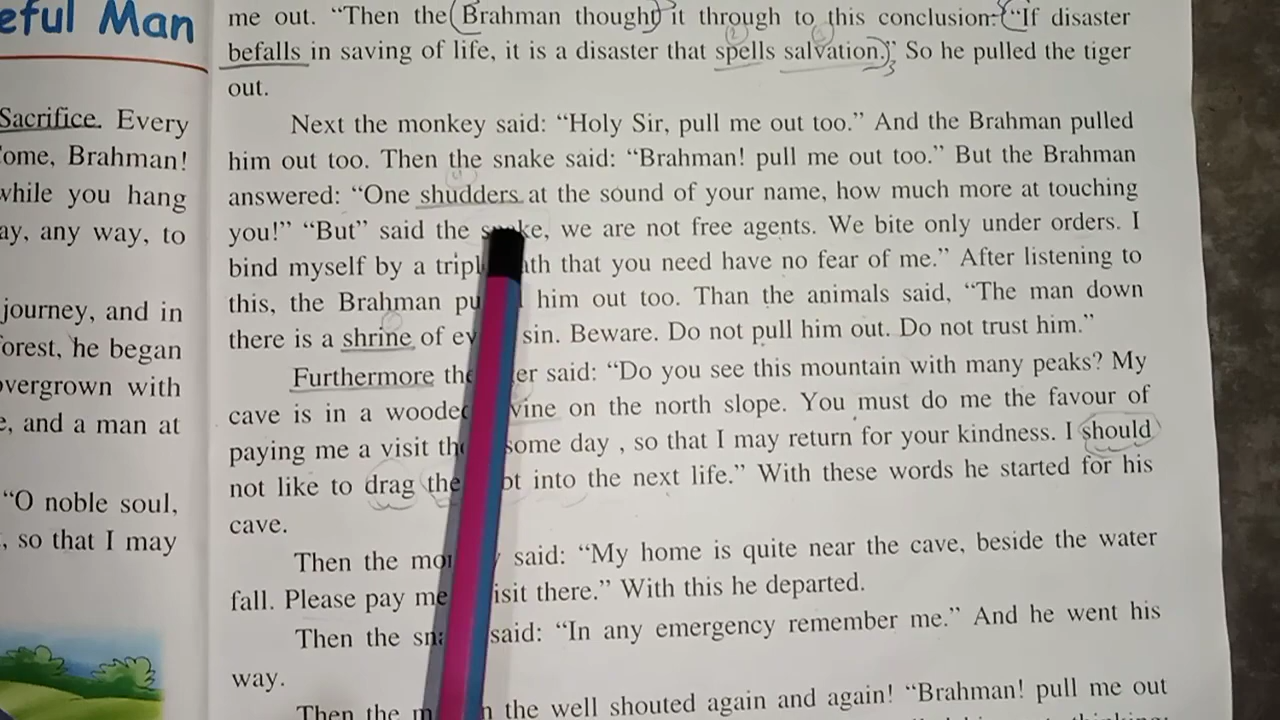 eful Man
Sacrifice. Every
ome, Brahman!
while you hang
ay, any way, to
journey, and in
orest, he began
overgrown with
e, and a man at
“O noble soul,
, so that I may
me out. “Then the Brahman though it through to this conclusion: “If disaster
befalls in saving of life, it is a disaster that spells salvation.” So he pulled the tiger
out.
Next the monkey said: “Holy Sir, pull me out too.” And the Brahman pulled
him out too. Then the snake said: “Brahman! pull me out too.” But the Brahman
answered: “One shudders at the sound of your name, how much more at touching
you!” “But” said the snake, we are not free agents. We bite only under orders. I
bind myself by a tripl ath that you need have no fear of me.” After listening to
this, the Brahman pu him out too. Than the animals said, “The man down
there is a shrine of ev sin. Beware. Do not pull him out. Do not trust him.”
Furthermore the er said: “Do you see this mountain with many peaks? My
cave is in a wooded vine on the north slope. You must do me the favour of
paying me a visit the some day , so that I may return for your kindness. I should
not like to drag the bt into the next life.” With these words he started for his
cave.
Then the mon said: “My home is quite near the cave, beside the water
fall. Please pay me isit there.” With this he departed.
Then the sna said: “In any emergency remember me.” And he went his
way.
Then the m n the well shouted again and again! “Brahman! pull me out